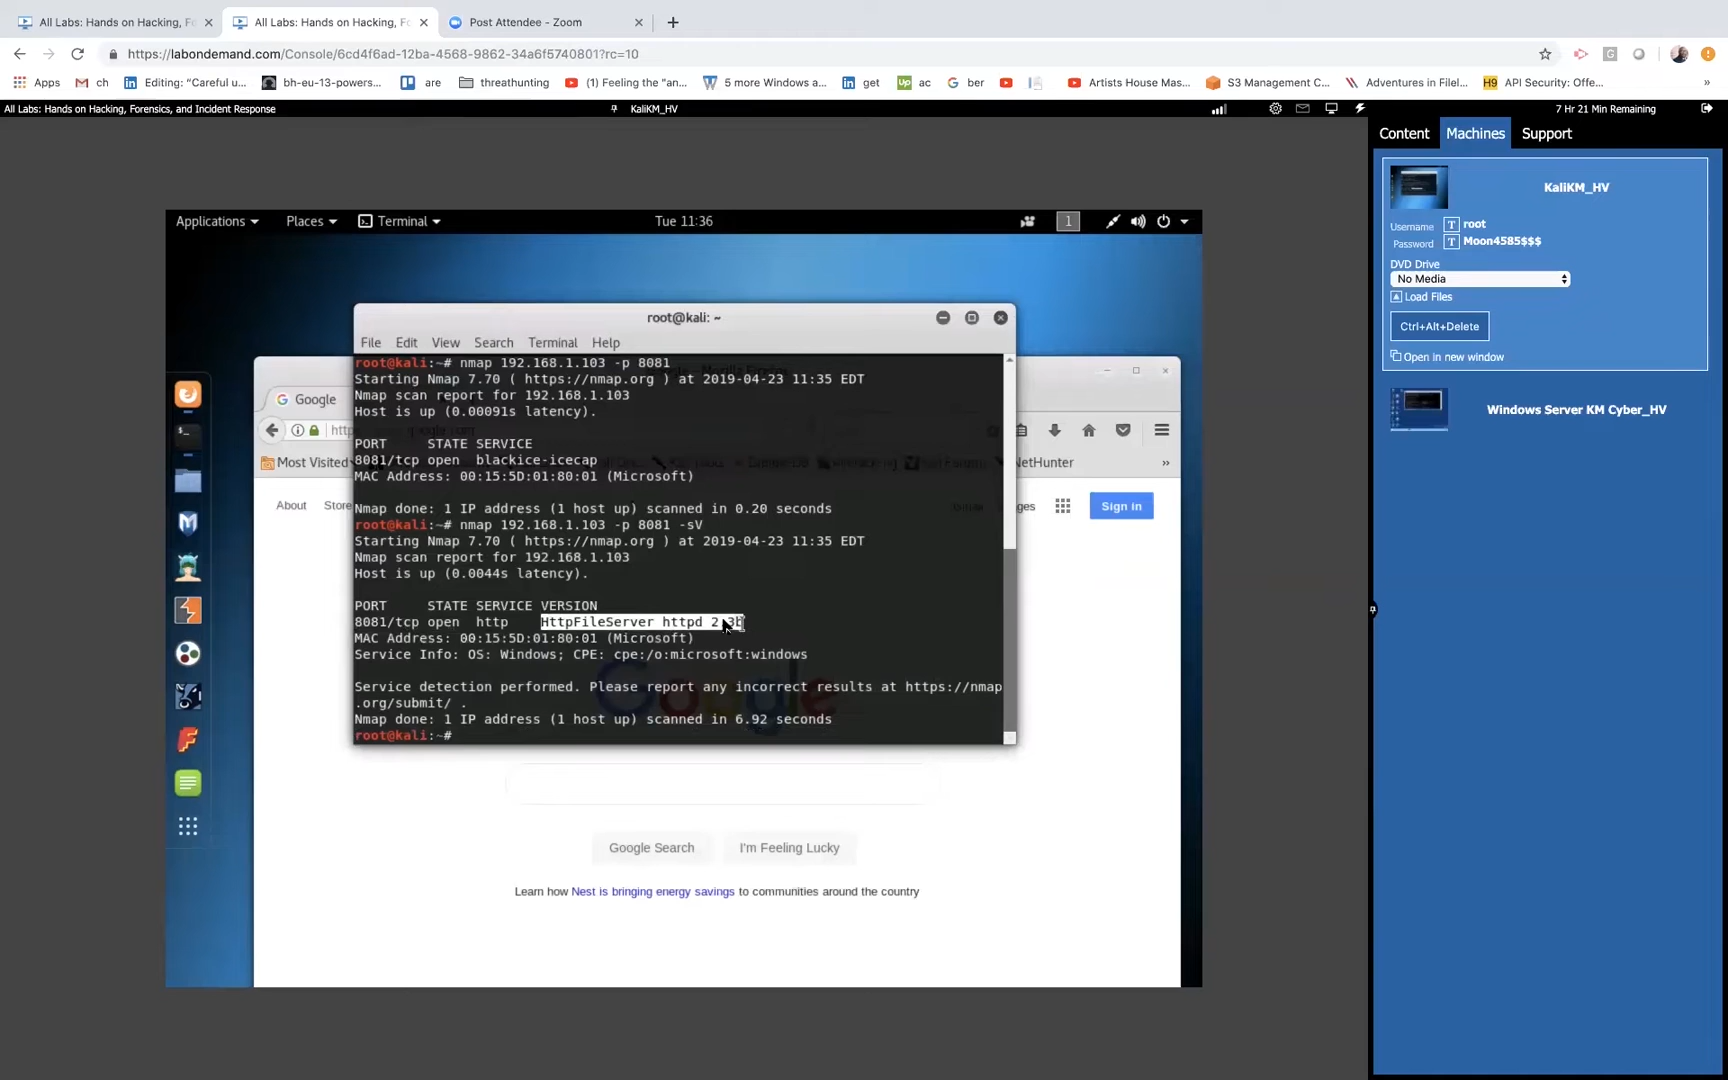 All Labs: Hands on Hacking, F
All Labs: Hands on Hacking, Fo
Post Attendee - Zoom
https://labondemand.com/Console/6cd4f6ad-12ba-4568-9862-34a6f5740801?rc=10
Apps
ch
Editing: “Careful u...
bh-eu-13-powers...
are
threathunting
(1) Feeling the "an...
5 more Windows a...
get
ac
ber
Artists House Mas...
S3 Management C...
Adventures in FileI...
H9 API Security: Offe...
»
All Labs: Hands on Hacking, Forensics, and Incident Response
KaliKM_HV
7 Hr 21 Min Remaining
Content
Machines
Support
KaliKM_HV
Username
T root
Password
T Moon4585$$$
DVD Drive
No Media
Load Files
Ctrl+Alt+Delete
Open in new window
Windows Server KM Cyber_HV
Applications
Places
Terminal
Tue 11:36
1
root@kali: ~
File Edit View Search Terminal Help
root@kali:~# nmap 192.168.1.103 -p 8081
Starting Nmap 7.70 ( https://nmap.org ) at 2019-04-23 11:35 EDT
Nmap scan report for 192.168.1.103
Host is up (0.00091s latency).
PORT     STATE SERVICE
8081/tcp open  blackice-icecap
MAC Address: 00:15:5D:01:80:01 (Microsoft)
Nmap done: 1 IP address (1 host up) scanned in 0.20 seconds
root@kali:~# nmap 192.168.1.103 -p 8081 -sV
Starting Nmap 7.70 ( https://nmap.org ) at 2019-04-23 11:35 EDT
Nmap scan report for 192.168.1.103
Host is up (0.0044s latency).
PORT     STATE SERVICE VERSION
8081/tcp open  http    HttpFileServer httpd 2.3b
MAC Address: 00:15:5D:01:80:01 (Microsoft)
Service Info: OS: Windows; CPE: cpe:/o:microsoft:windows
Service detection performed. Please report any incorrect results at https://nmap
.org/submit/ .
Nmap done: 1 IP address (1 host up) scanned in 6.92 seconds
root@kali:~#
Google
http
Most Visited
NetHunter
»
About
Store
ges
Sign in
Google
Google Search
I'm Feeling Lucky
Learn how Nest is bringing energy savings to communities around the country